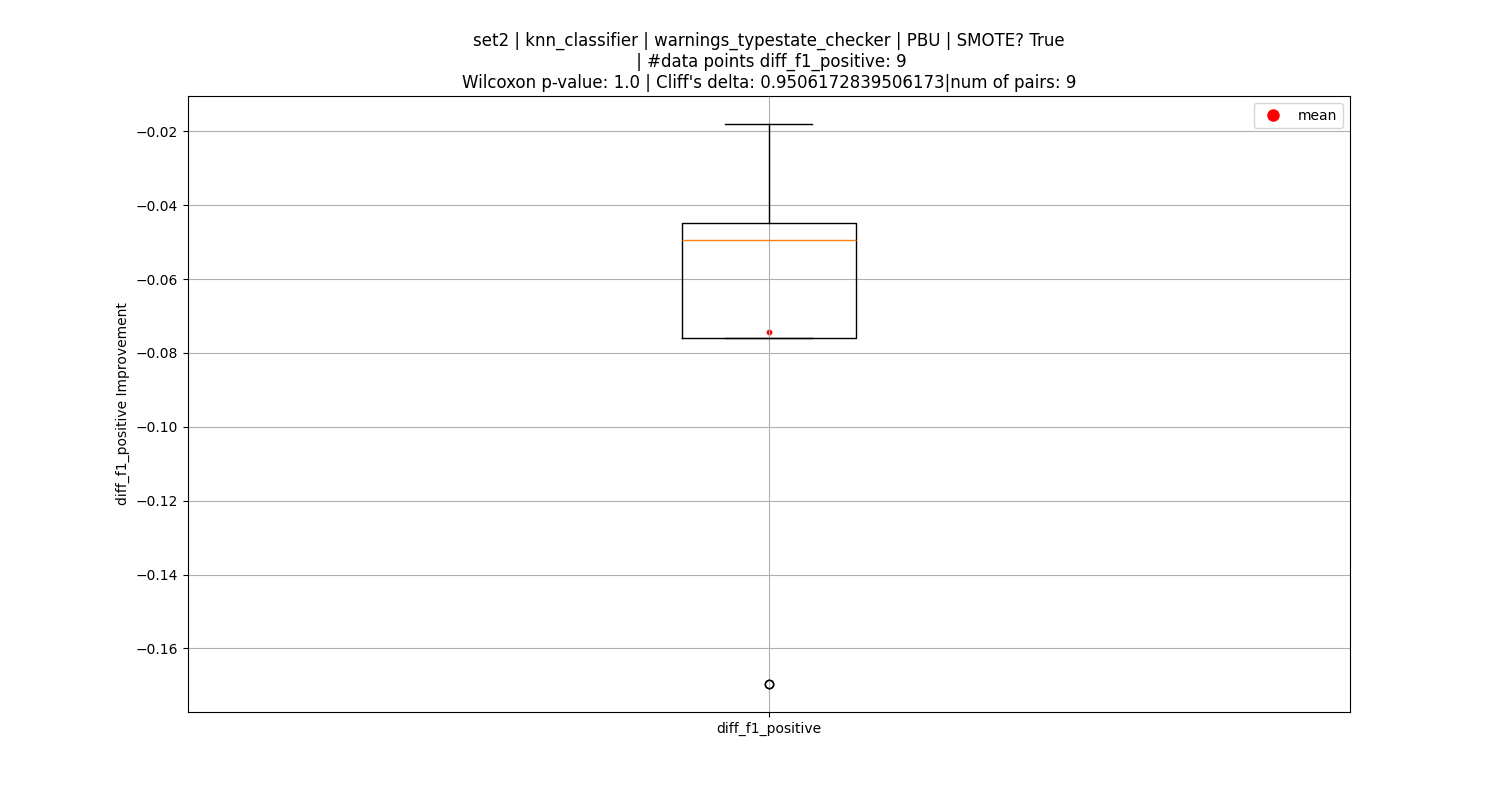 set2 | knn_classifier | warnings_typestate_checker | PBU | SMOTE? True
| #data points diff_f1_positive: 9
Wilcoxon p-value: 1.0 | Cliff's delta: 0.9506172839506173|num of pairs: 9
mean
−0.02
−0.04
−0.06
−0.08
−0.10
−0.12
−0.14
−0.16
diff_f1_positive Improvement
diff_f1_positive